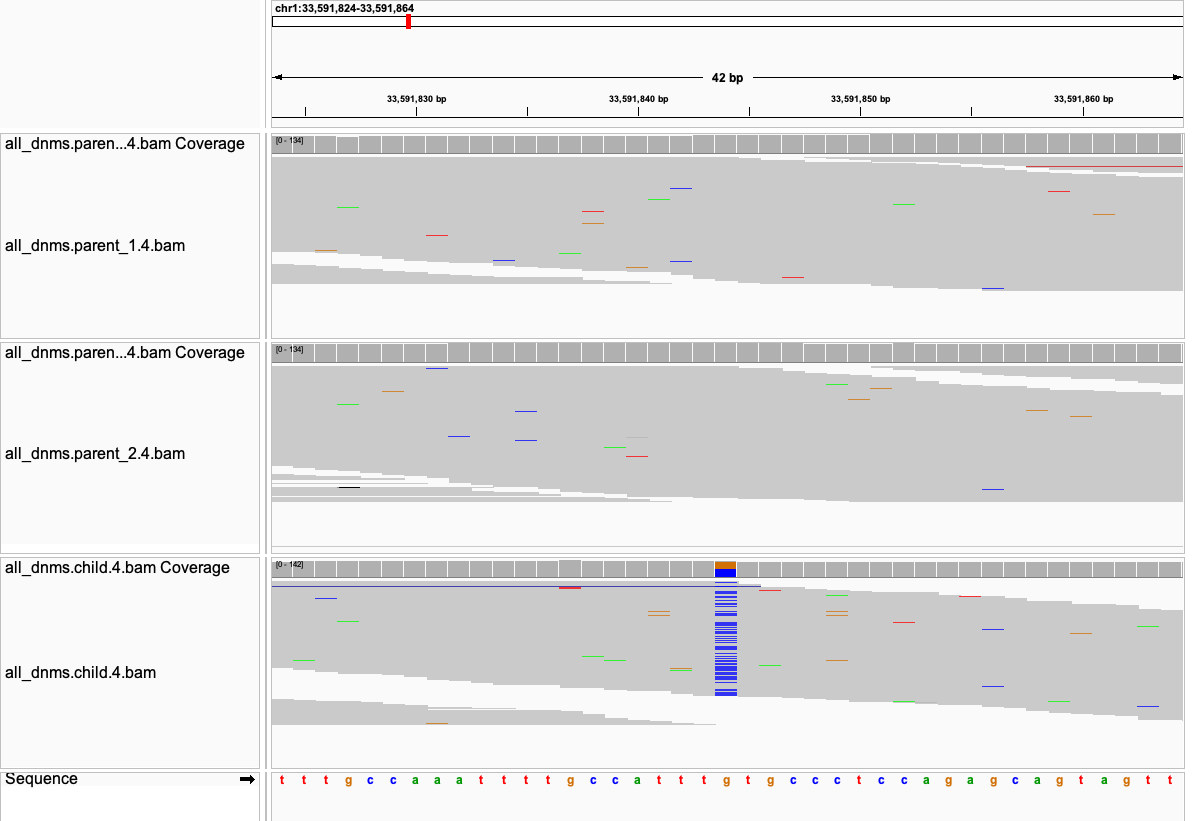 chr1:33,591,824-33,591,864
42 bp
33,591,830 bp 33,591,840 bp 33,591,850 bp 33,591,860 bp
all_dnms.paren...4.bam Coverage
[0 - 134]
all_dnms.parent_1.4.bam
all_dnms.paren...4.bam Coverage
[0 - 134]
all_dnms.parent_2.4.bam
all_dnms.child.4.bam Coverage
[0 - 142]
all_dnms.child.4.bam
Sequence t t t g c c a a a t t t t g c c a t t t g t g c c c t c c a g a g c a g t a g t t